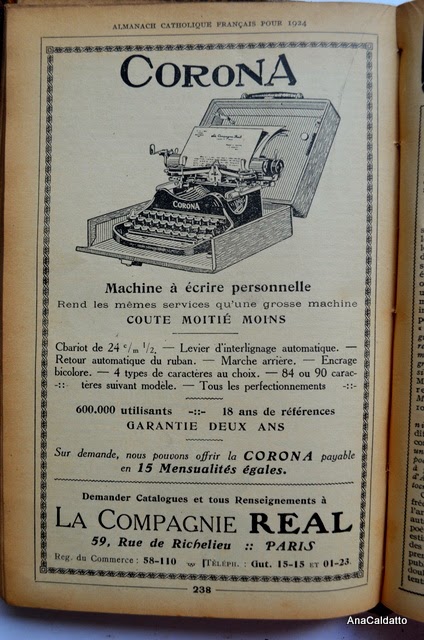 ALMANACH CATHOLIQUE FRANÇAIS POUR 1924
CORONA
La Compagnie Real
CORONA
Machine à écrire personnelle
Rend les mêmes services qu'une grosse machine
COUTE MOITIÉ MOINS
Chariot de 24 c/m 1/2. — Levier d'interlignage automatique. —
Retour automatique du ruban. — Marche arrière. — Encrage
bicolore. — 4 types de caractères au choix. — 84 ou 90 carac-
-::- tères suivant modèle. — Tous les perfectionnements -::-
600.000 utilisants -::- 18 ans de références
GARANTIE DEUX ANS
Sur demande, nous pouvons offrir la CORONA payable
en 15 Mensualités égales.
Demander Catalogues et tous Renseignements à
LA COMPAGNIE REAL
59, Rue de Richelieu :: PARIS
Reg. du Commerce : 58-110 TÉLÉPH. : Gut. 15-15 ET 01-23
238
AnaCaldatto